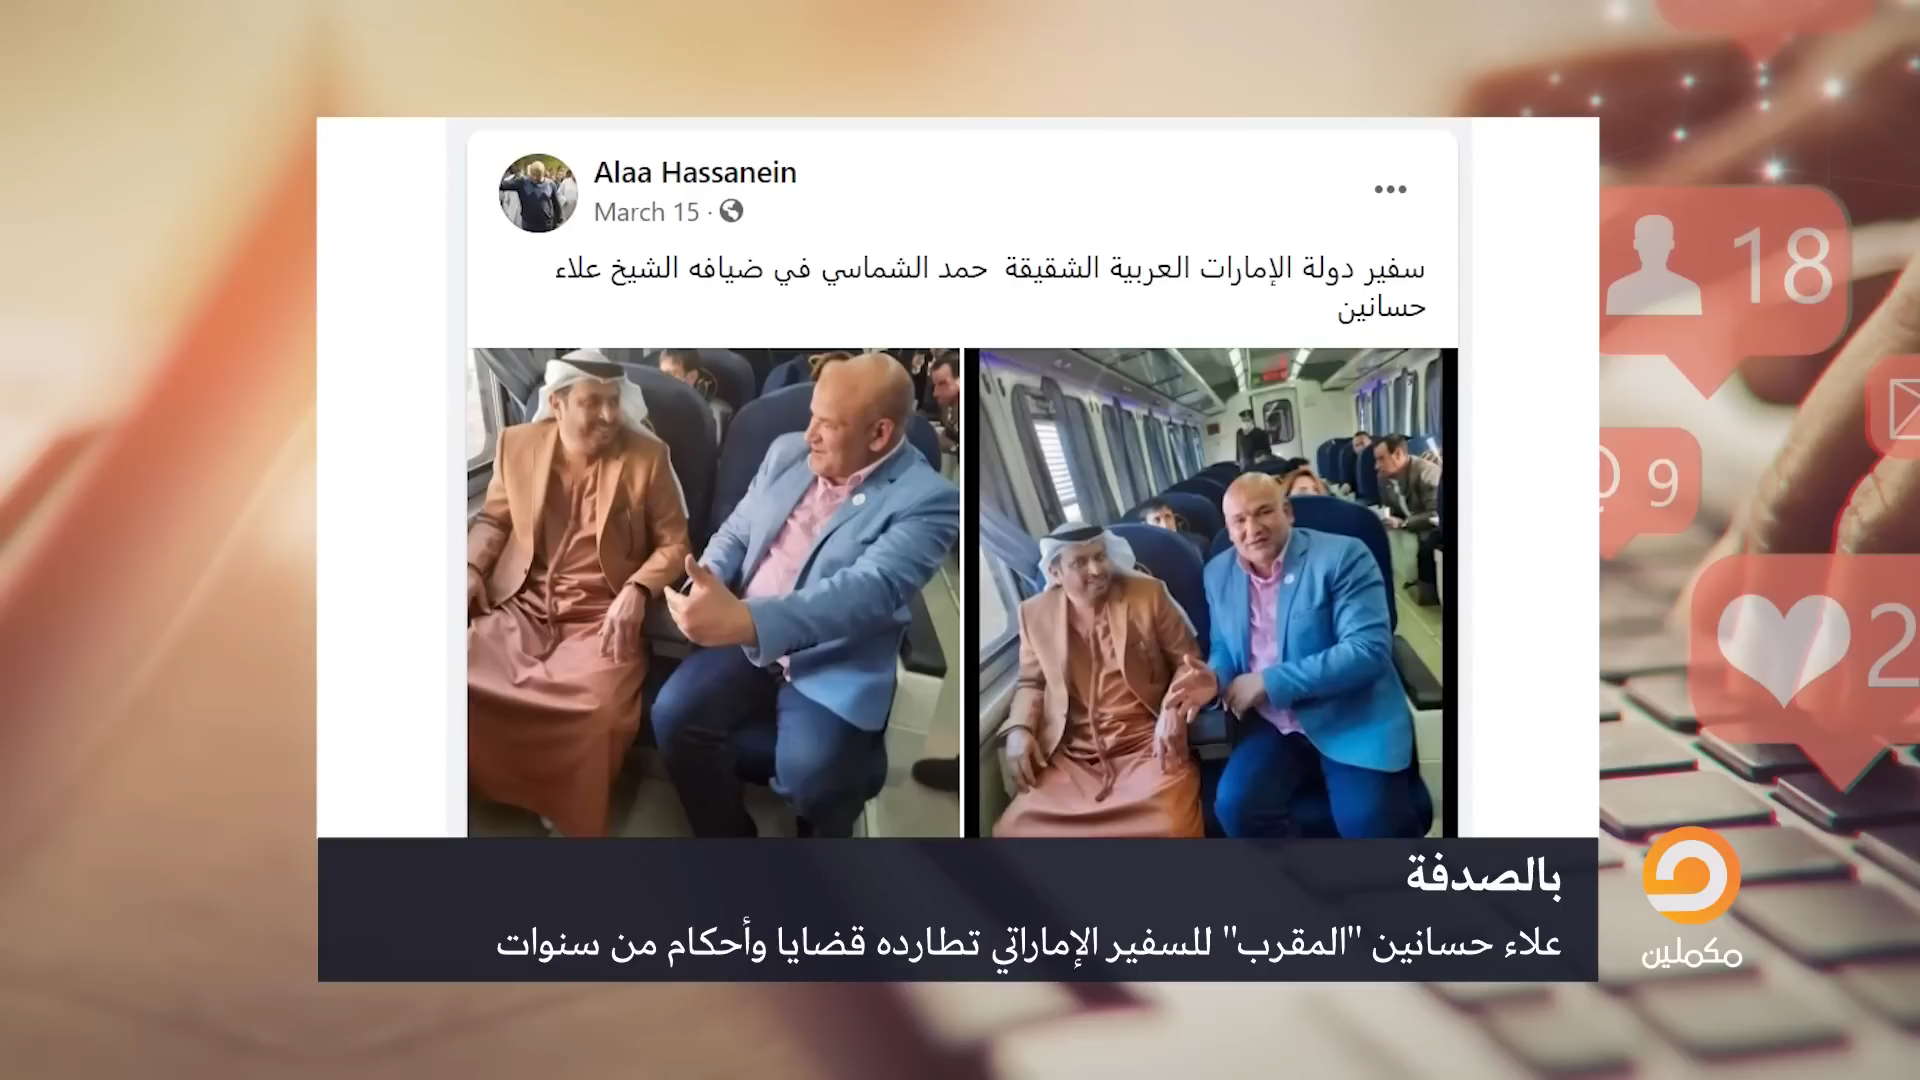 Alaa Hassanein
March 15 ·
سفير دولة الإمارات العربية الشقيقة حمد الشماسي في ضيافه الشيخ علاء
حسانين
18
9
2
بالصدفة
علاء حسانين "المقرب" للسفير الإماراتي تطارده قضايا وأحكام من سنوات
مكملين